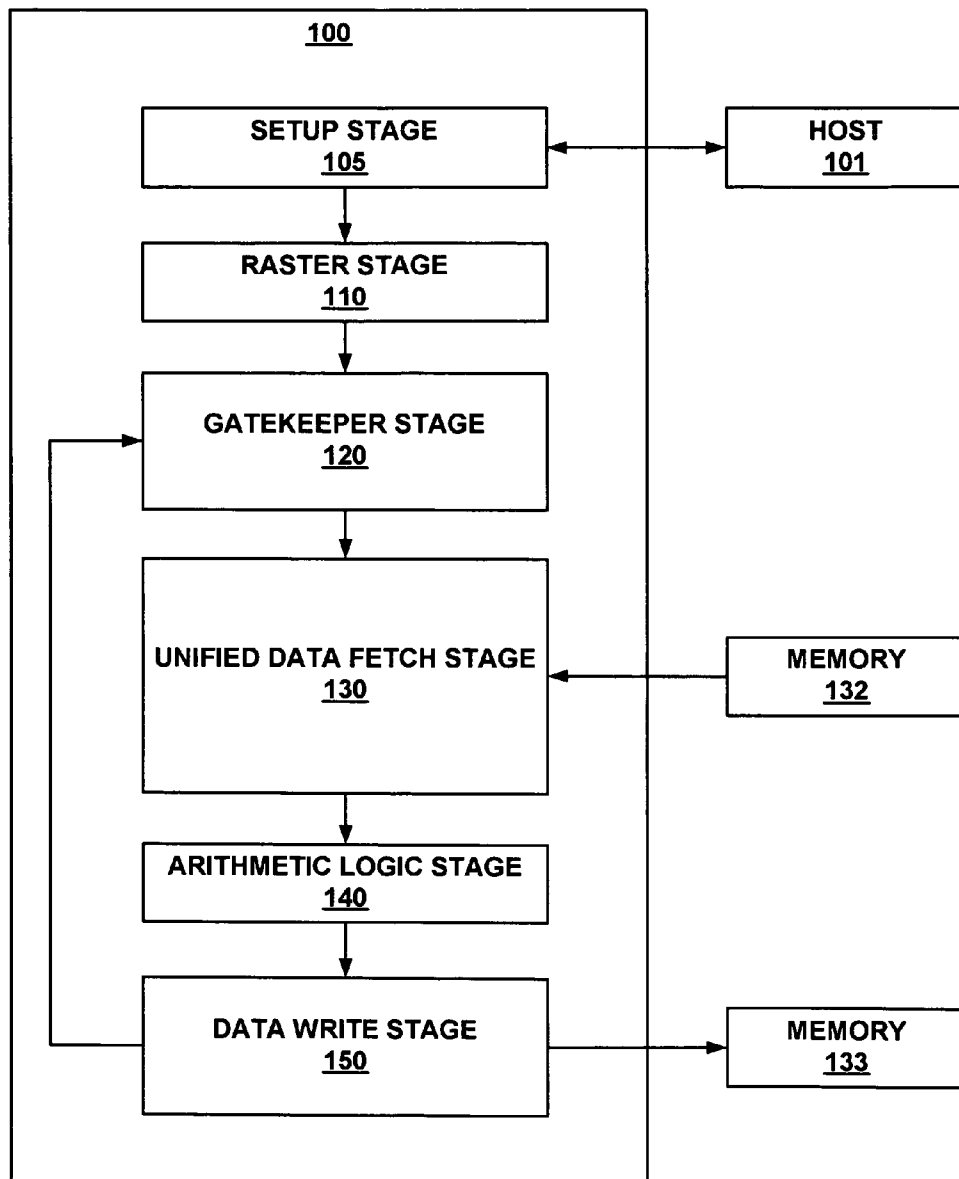 100
SETUP STAGE
105
HOST
101
RASTER STAGE
110
GATEKEEPER STAGE
120
UNIFIED DATA FETCH STAGE
130
MEMORY
132
ARITHMETIC LOGIC STAGE
140
DATA WRITE STAGE
150
MEMORY
133